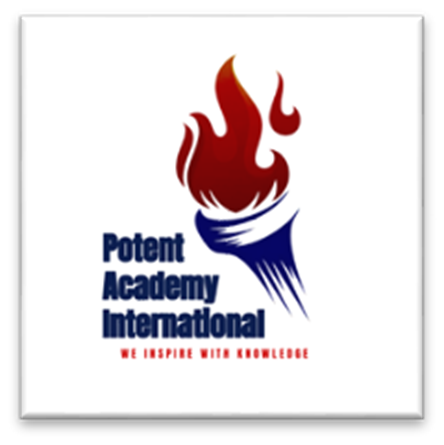 Potent
Academy
International
WE INSPIRE WITH KNOWLEDGE